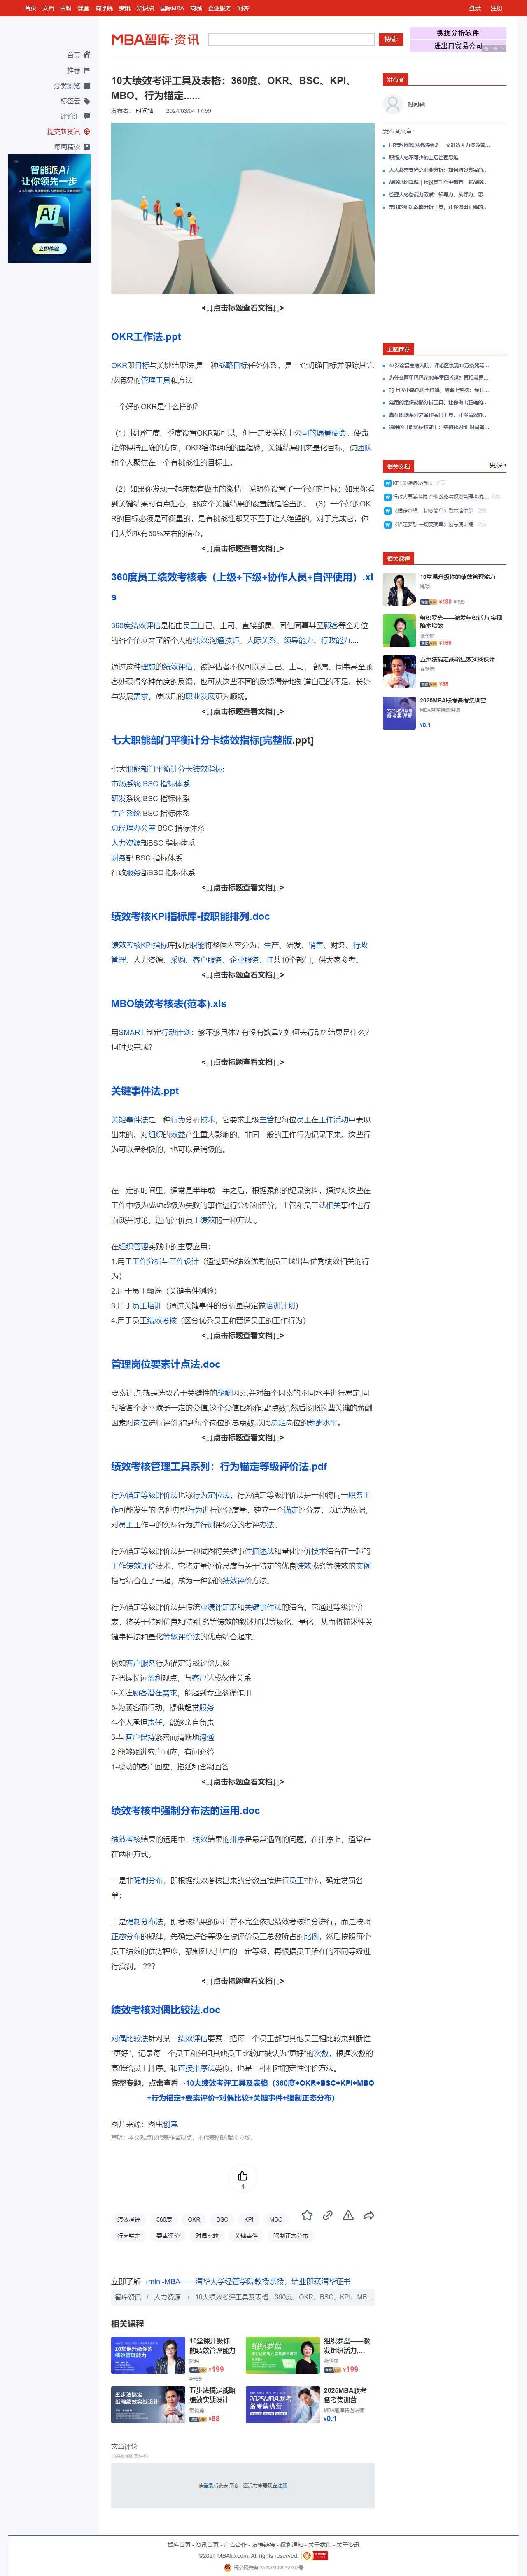 首页 文档 百科 课堂 商学院 资讯 知识点 国际MBA 商城 企业服务 问答
登录 注册
MBA智库·资讯
搜索
数据分析软件
进出口贸易公司
首页
推荐
分类浏览
标签云
评论汇
提交新资讯
每周精读
智能派Ai
让你领先一步
Ai
立即体验
10大绩效考评工具及表格：360度、OKR、BSC、KPI、
MBO、行为锚定......
发布者： 时间轴 2024/03/04 17:59
<↓↓点击标题查看文档↓↓>
OKR工作法.ppt
OKR即目标与关键结果法,是一种战略目标任务体系，是一套明确目标并跟踪其完
成情况的管理工具和方法.
一个好的OKR是什么样的?
（1）按照年度、季度设置OKR都可以，但一定要关联上公司的愿景使命。使命
让你保持正确的方向，OKR给你明确的里程碑，关键结果用来量化目标，使团队
和个人聚焦在一个有挑战性的目标上。
（2）如果你发现一起床就有做事的激情，说明你设置了一个好的目标；如果你看
到关键结果时有点担心，那这个关键结果的设置就是恰当的。（3）一个好的OK
R的目标必须是可衡量的，是有挑战性却又不至于让人绝望的，对于完成它，你
们大约抱有50%左右的信心。
<↓↓点击标题查看文档↓↓>
360度员工绩效考核表（上级+下级+协作人员+自评使用）.xl
s
360度绩效评估是指由员工自己、上司、直接部属、同仁同事甚至顾客等全方位
的各个角度来了解个人的绩效:沟通技巧、人际关系、领导能力、行政能力....
通过这种理想的绩效评估，被评估者不仅可以从自己、上司、 部属、同事甚至顾
客处获得多种角度的反馈，也可从这些不同的反馈清楚地知道自己不足、长处
与发展需求，使以后的职业发展更为顺畅。
<↓↓点击标题查看文档↓↓>
七大职能部门平衡计分卡绩效指标[完整版.ppt]
七大职能部门平衡计分卡绩效指标:
市场系统 BSC 指标体系
研发系统 BSC 指标体系
生产系统 BSC 指标体系
总经理办公室 BSC 指标体系
人力资源部BSC 指标体系
财务部 BSC 指标体系
行政服务部BSC 指标体系
<↓↓点击标题查看文档↓↓>
绩效考核KPI指标库-按职能排列.doc
绩效考核KPI指标库按照职能将整体内容分为：生产、研发、销售、财务、行政
管理、人力资源、采购、客户服务、企业服务、IT共10个部门，供大家参考。
<↓↓点击标题查看文档↓↓>
MBO绩效考核表(范本).xls
用SMART 制定行动计划：够不够具体? 有没有数量? 如何去行动? 结果是什么?
何时要完成?
<↓↓点击标题查看文档↓↓>
关键事件法.ppt
关键事件法是一种行为分析技术，它要求上级主管把每位员工在工作活动中表现
出来的、对组织的效益产生重大影响的、非同一般的工作行为记录下来。这些行
为可以是积极的，也可以是消极的。
在一定的时间里，通常是半年或一年之后，根据累积的纪录资料，通过对这些在
工作中极为成功或极为失败的事件进行分析和评价，主管和员工就相关事件进行
面谈并讨论，进而评价员工绩效的一种方法 。
在组织管理实践中的主要应用：
1.用于工作分析与工作设计（通过研究绩效优秀的员工找出与优秀绩效相关的行
为）
2.用于员工甄选（关键事件测验）
3.用于员工培训（通过关键事件的分析量身定做培训计划）
4.用于员工绩效考核（区分优秀员工和普通员工的工作行为）
<↓↓点击标题查看文档↓↓>
管理岗位要素计点法.doc
要素计点,就是选取若干关键性的薪酬因素,并对每个因素的不同水平进行界定,同
时给各个水平赋予一定的分值,这个分值也称作是“点数”,然后按照这些关键的薪酬
因素对岗位进行评价,得到每个岗位的总点数,以此决定岗位的薪酬水平。
<↓↓点击标题查看文档↓↓>
绩效考核管理工具系列：行为锚定等级评价法.pdf
行为锚定等级评价法也称行为定位法，行为锚定等级评价法是一种将同一职务工
作可能发生的 各种典型行为进行评分度量，建立一个锚定评分表，以此为依据，
对员工工作中的实际行为进行测评级分的考评办法。
行为锚定等级评价法是一种试图将关键事件描述法和量化评价技术结合在一起的
工作绩效评价技术，它将定量评价尺度与关于特定的优良绩效或劣等绩效的实例
描写结合在了一起，成为一种新的绩效评价方法。
行为锚定等级评价法是传统业绩评定表和关键事件法的结合。它通过等级评价
表，将关于特别优良和特别 劣等绩效的叙述加以等级化、量化，从而将描述性关
键事件法和量化等级评价法的优点结合起来。
例如客户服务行为锚定等级评价层级
7-把握长远盈利观点，与客户达成伙伴关系
6-关注顾客潜在需求，能起到专业参谋作用
5-为顾客而行动，提供超常服务
4-个人承担责任，能够亲自负责
3-与客户保持紧密而清晰地沟通
2-能够跟进客户回应，有问必答
1-被动的客户回应，拖延和含糊回答
<↓↓点击标题查看文档↓↓>
绩效考核中强制分布法的运用.doc
绩效考核结果的运用中，绩效结果的排序是最常遇到的问题。在排序上，通常存
在两种方式。
一是非强制分布，即根据绩效考核出来的分数直接进行员工排序，确定赏罚名
单；
二是强制分布法，即考核结果的运用并不完全依据绩效考核得分进行，而是按照
正态分布的规律，先确定好各等级在被评价员工总数所占的比例，然后按照每个
员工绩效的优劣程度，强制列入其中的一定等级，再根据员工所在的不同等级进
行赏罚。 ???
<↓↓点击标题查看文档↓↓>
绩效考核对偶比较法.doc
对偶比较法针对某一绩效评估要素，把每一个员工都与其他员工相比较来判断谁
“更好”，记录每一个员工和任何其他员工比较时被认为“更好”的次数，根据次数的
高低给员工排序。和直接排序法类似，也是一种相对的定性评价方法。
完整专题，点击查看→10大绩效考评工具及表格（360度+OKR+BSC+KPI+MBO
+行为锚定+要素评价+对偶比较+关键事件+强制正态分布）
图片来源：图虫创意
声明：本文观点仅代表作者观点，不代表MBA智库立场。
4
绩效考评 360度 OKR BSC KPI MBO
行为锚定 要素评价 对偶比较 关键事件 强制正态分布
立即了解→mini-MBA——清华大学经管学院教授亲授，结业即获清华证书
智库资讯 / 人力资源 / 10大绩效考评工具及表格：360度、OKR、BSC、KPI、MB...
相关课程
10堂课升级你
的绩效管理能力
¥199
组织罗盘——激
发组织活力,...
¥199
五步法搞定战略
绩效实战设计
¥88
2025MBA联考
备考集训营
MBA智库特邀讲师
¥0.1
文章评论
请登录后发表评论，还没有帐号现在注册
发布者
时间轴
发布者文章：
主题推荐
相关文档
更多>
KPI,关键绩效指标
相关课程
10堂课升级你的绩效管理能力
¥199
组织罗盘——激发组织活力,实现
降本增效
¥199
五步法搞定战略绩效实战设计
¥88
2025MBA联考备考集训营
MBA智库特邀讲师
¥0.1
智库首页 - 资讯首页 - 广告合作 - 友情链接 - 权利通知 - 关于我们 - 关于资讯
©2024 MBAlib.com, All rights reserved.
闽公网安备 35020302032707号